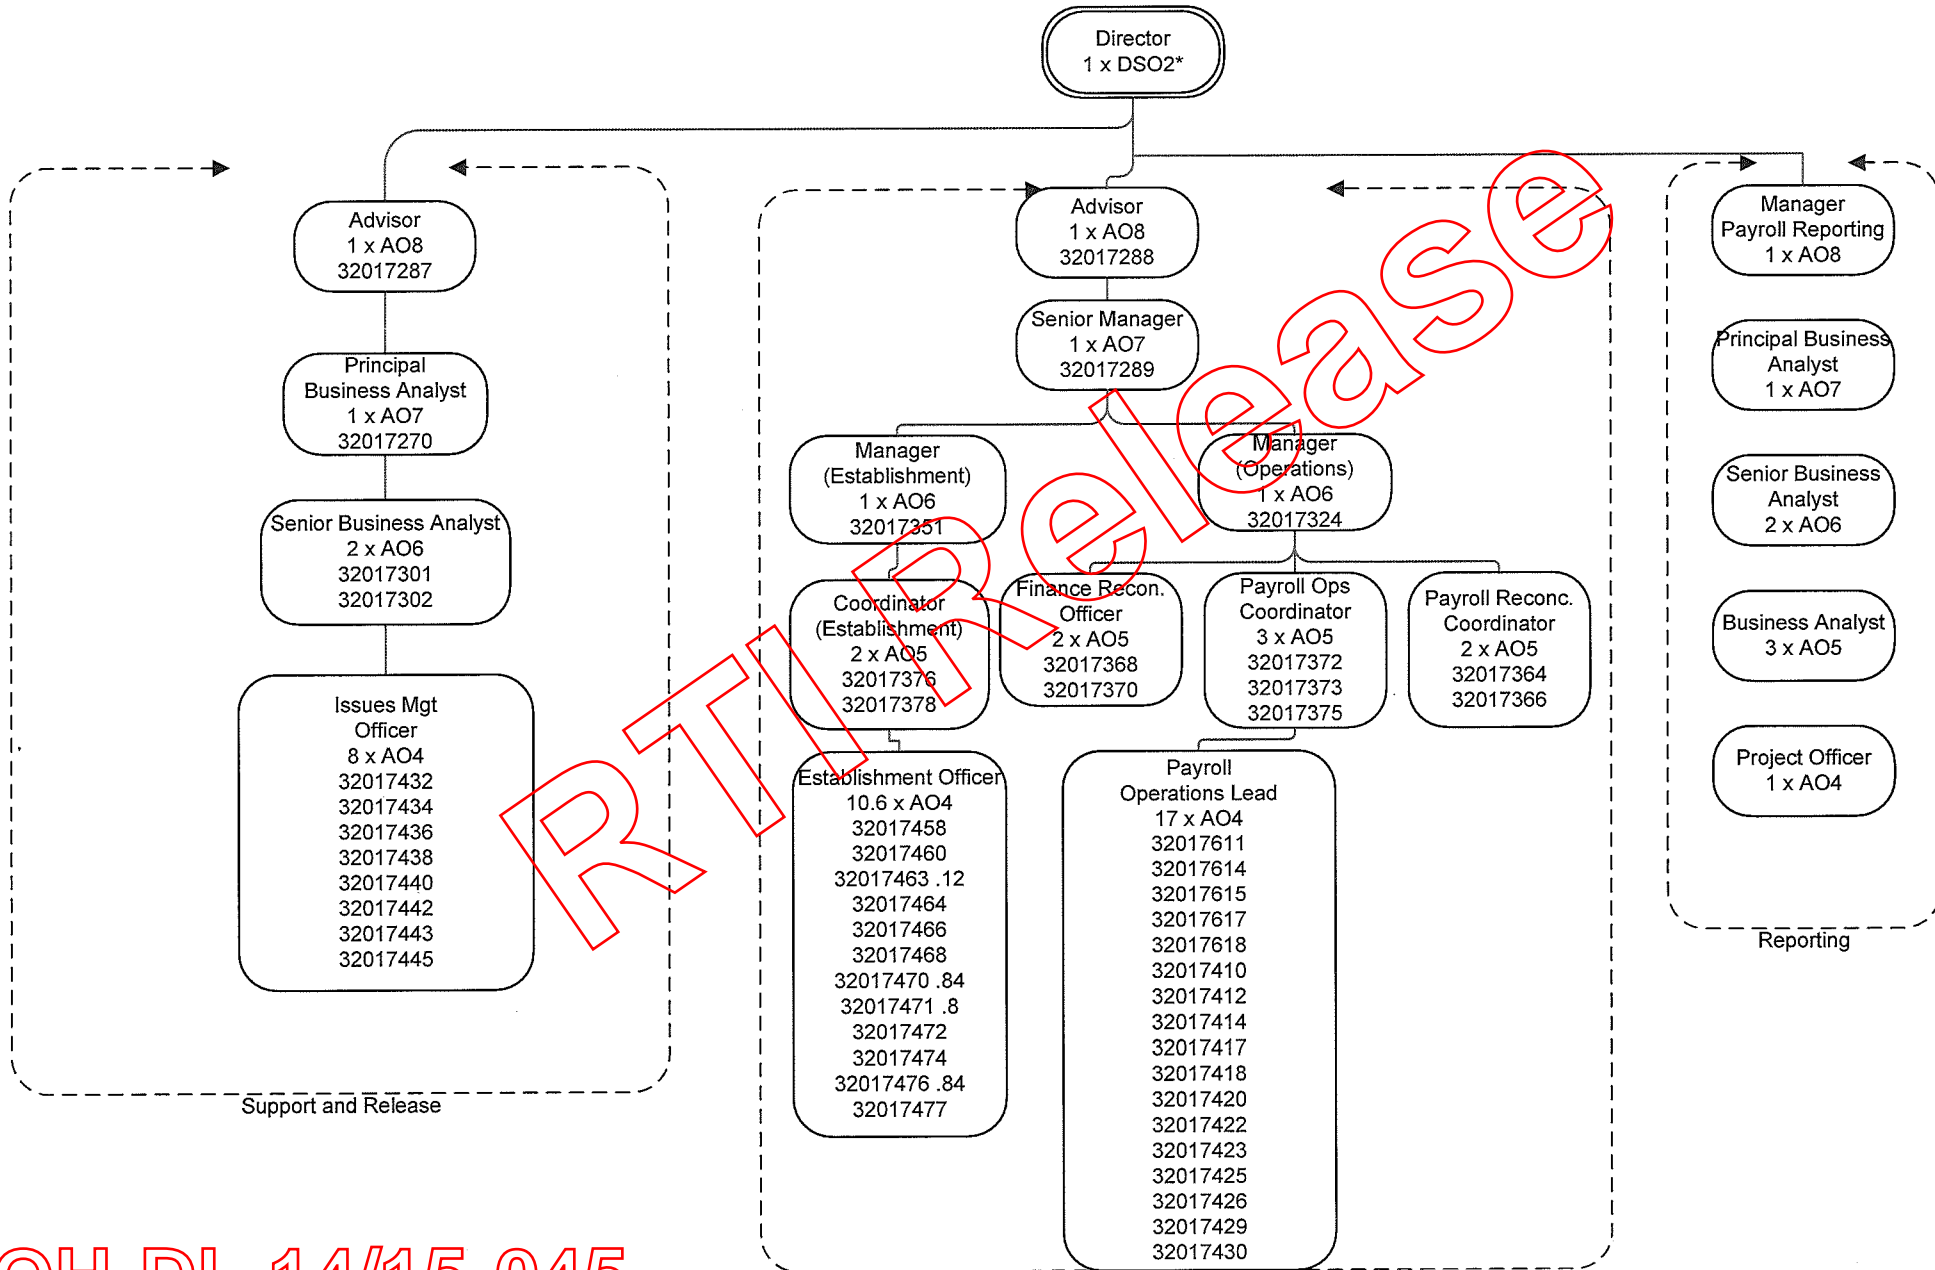 Director
1 x DSO2*
Advisor
1 x AO8
32017287
Principal
Business Analyst
1 x AO7
32017270
Senior Business Analyst
2 x AO6
32017301
32017302
Issues Mgt
Officer
8 x AO4
32017432
32017434
32017436
32017438
32017440
32017442
32017443
32017445
Support and Release
Advisor
1 x AO8
32017288
Senior Manager
1 x AO7
32017289
Manager
(Establishment)
1 x AO6
32017351
Manager
(Operations)
1 x AO6
32017324
Coordinator
(Establishment)
2 x AO5
32017376
32017378
Finance Recon.
Officer
2 x AO5
32017368
32017370
Payroll Ops
Coordinator
3 x AO5
32017372
32017373
32017375
Payroll Reconc.
Coordinator
2 x AO5
32017364
32017366
Establishment Officer
10.6 x AO4
32017458
32017460
32017463 .12
32017464
32017466
32017468
32017470 .84
32017471 .8
32017472
32017474
32017476 .84
32017477
Payroll
Operations Lead
17 x AO4
32017611
32017614
32017615
32017617
32017618
32017410
32017412
32017414
32017417
32017418
32017420
32017422
32017423
32017425
32017426
32017429
32017430
Manager
Payroll Reporting
1 x AO8
Principal Business
Analyst
1 x AO7
Senior Business
Analyst
2 x AO6
Business Analyst
3 x AO5
Project Officer
1 x AO4
Reporting
RTI Release
OH-DL 14/15-045